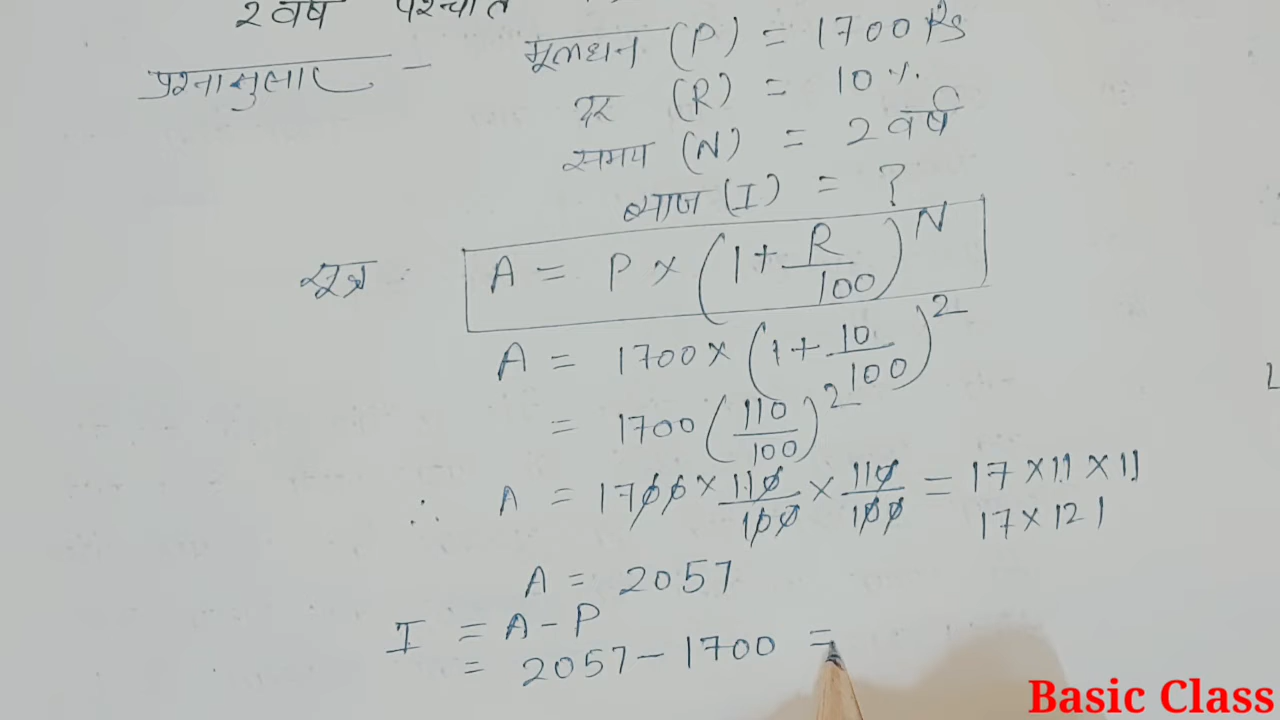 2 वर्ष पश्चात
प्रश्नानुसार - मूलधन (P) = 1700 Rs
दर (R) = 10 %
समय (N) = 2 वर्ष
ब्याज (I) = ?
सूत्र : A = P × (1 + R/100)^N
A = 1700 × (1 + 10/100)^2
= 1700 (110/100)^2
∴ A = 1700 × 110/100 × 110/100 = 17 × 11 × 11
17 × 121
A = 2057
I = A - P
= 2057 - 1700 =
Basic Class